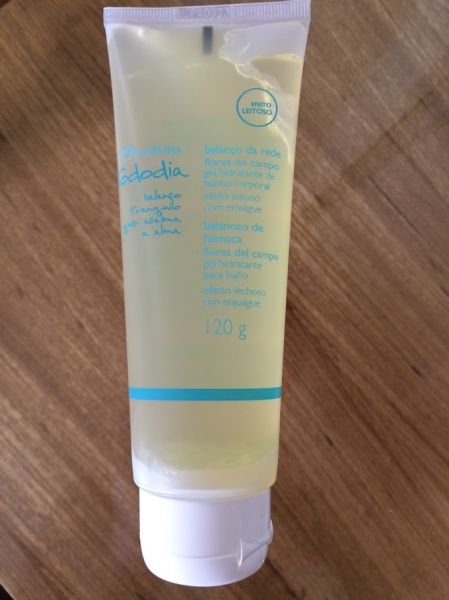 EFEITO
LEITOSO
natura
tododia
balanço
tranquilo
que acalma
a alma
balanço da rede
flores do campo
gel hidratante de
banho corporal
efeito leitoso
com enxágue
balanceo de
hamaca
flores del campo
gel hidratante
para baño
efecto lechoso
con enjuague
120 g